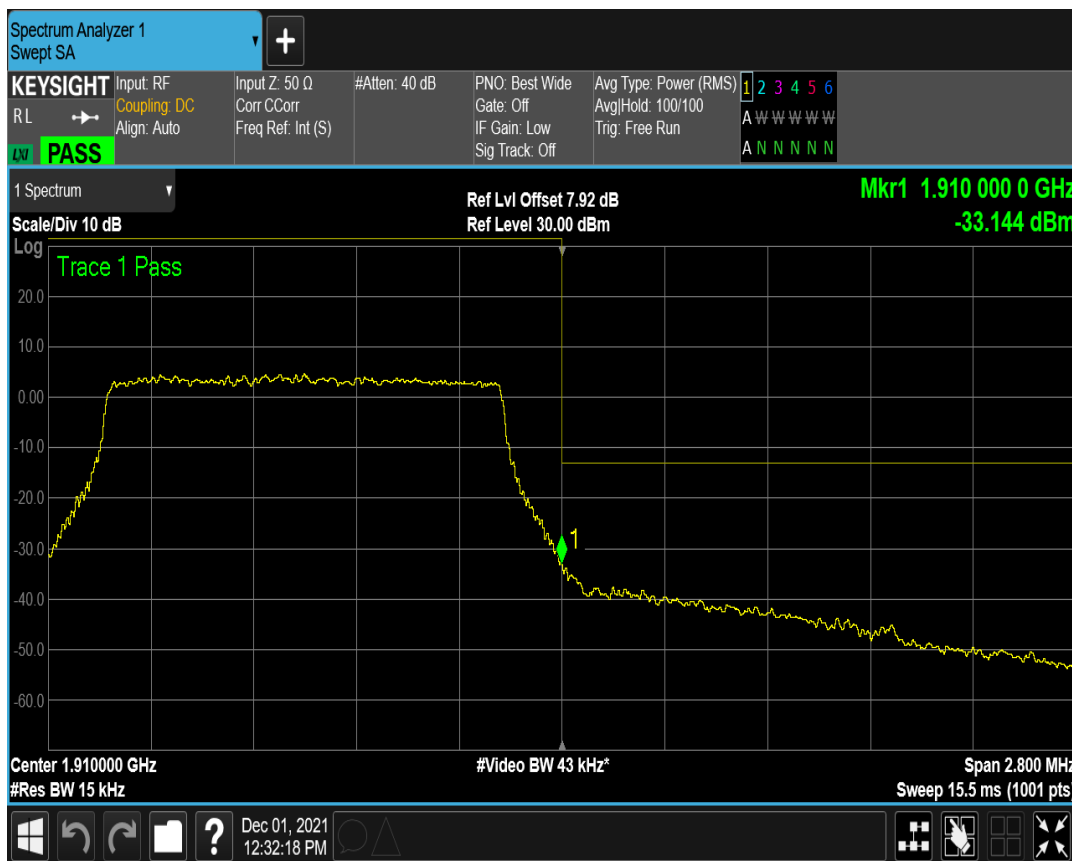 Spectrum Analyzer 1
Swept SA
+
KEYSIGHT
RL
LXI PASS
Input: RF
Coupling: DC
Align: Auto
Input Z: 50 Ω
Corr CCorr
Freq Ref: Int (S)
#Atten: 40 dB
PNO: Best Wide
Gate: Off
IF Gain: Low
Sig Track: Off
Avg Type: Power (RMS)
Avg|Hold: 100/100
Trig: Free Run
1 2 3 4 5 6
A W W W W W
A N N N N N
1 Spectrum
Scale/Div 10 dB
Ref Lvl Offset 7.92 dB
Ref Level 30.00 dBm
Mkr1 1.910 000 0 GHz
-33.144 dBm
Log
Trace 1 Pass
20.0
10.0
0.00
-10.0
-20.0
-30.0
1
-40.0
-50.0
-60.0
Center 1.910000 GHz
#Video BW 43 kHz*
Span 2.800 MHz
#Res BW 15 kHz
Sweep 15.5 ms (1001 pts)
?
Dec 01, 2021
12:32:18 PM